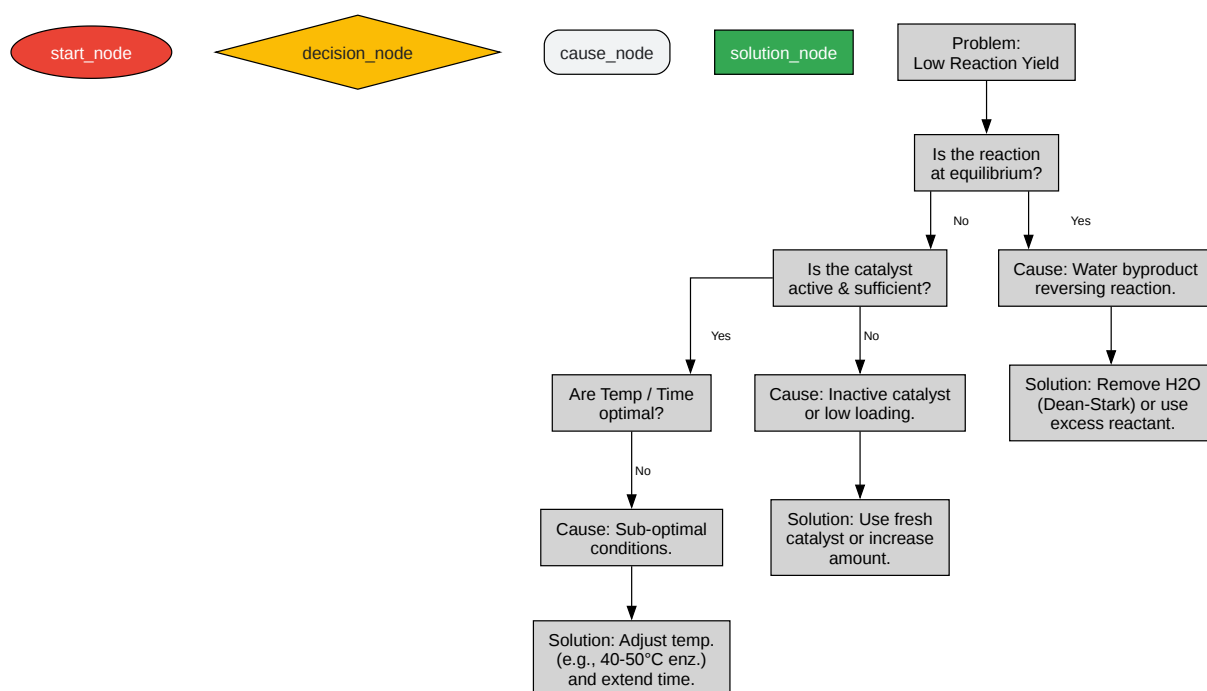 start_node
decision_node
cause_node
solution_node
Problem:
Low Reaction Yield
Is the reaction
at equilibrium?
No
Yes
Is the catalyst
active & sufficient?
Cause: Water byproduct
reversing reaction.
Yes
No
Are Temp / Time
optimal?
Cause: Inactive catalyst
or low loading.
Solution: Remove H2O
(Dean-Stark) or use
excess reactant.
No
Cause: Sub-optimal
conditions.
Solution: Use fresh
catalyst or increase
amount.
Solution: Adjust temp.
(e.g., 40-50°C enz.)
and extend time.